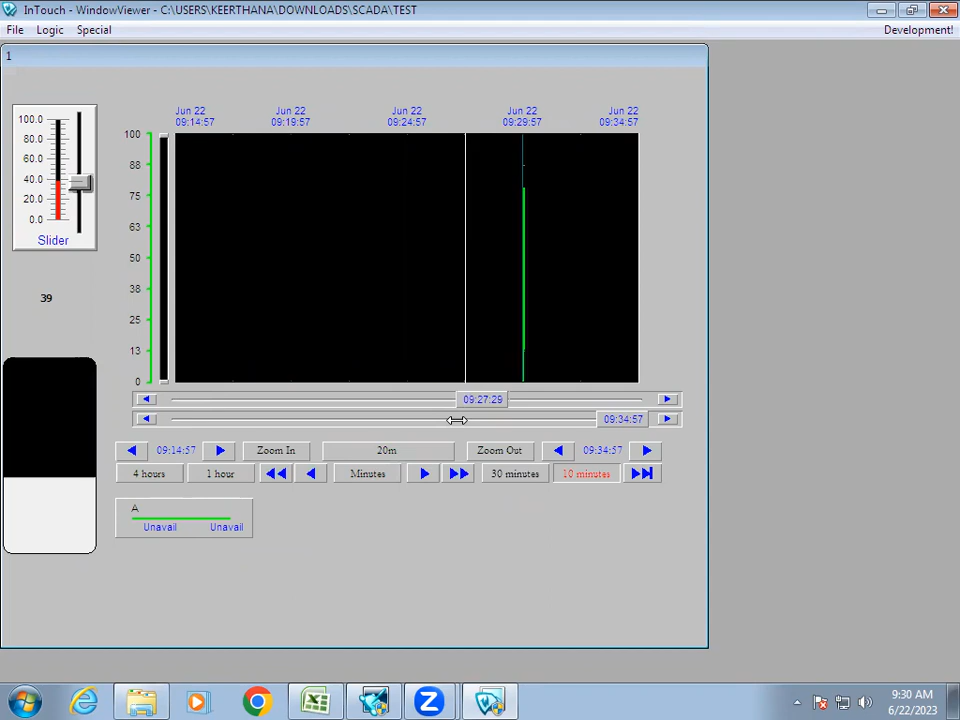 InTouch - WindowViewer - C:\USERS\KEERTHANA\DOWNLOADS\SCADA\TEST
File Logic Special Development!
1
Jun 22 Jun 22 Jun 22 Jun 22 Jun 22
09:14:57 09:19:57 09:24:57 09:29:57 09:34:57
100.0
80.0
60.0
40.0
20.0
0.0
Slider
39
100
88
75
63
50
38
25
13
0
09:27:29
09:34:57
09:14:57 Zoom In 20m Zoom Out 09:34:57
4 hours 1 hour Minutes 30 minutes 10 minutes
A
Unavail Unavail
9:30 AM
6/22/2023